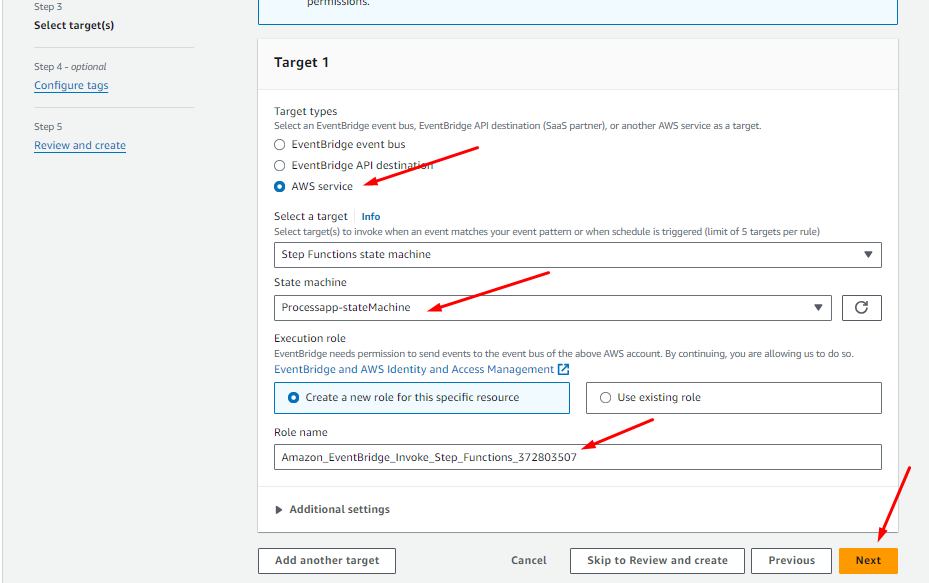 Step 3
permissions.
Select target(s)
Step 4 - optional
Configure tags
Step 5
Review and create
Target 1
Target types
Select an EventBridge event bus, EventBridge API destination (SaaS partner), or another AWS service as a target.
EventBridge event bus
EventBridge API destination
AWS service
Select a target Info
Select target(s) to invoke when an event matches your event pattern or when schedule is triggered (limit of 5 targets per rule)
Step Functions state machine
State machine
Processapp-stateMachine
Execution role
EventBridge needs permission to send events to the event bus of the above AWS account. By continuing, you are allowing us to do so.
EventBridge and AWS Identity and Access Management
Create a new role for this specific resource
Use existing role
Role name
Amazon_EventBridge_Invoke_Step_Functions_372803507
Additional settings
Add another target
Cancel
Skip to Review and create
Previous
Next